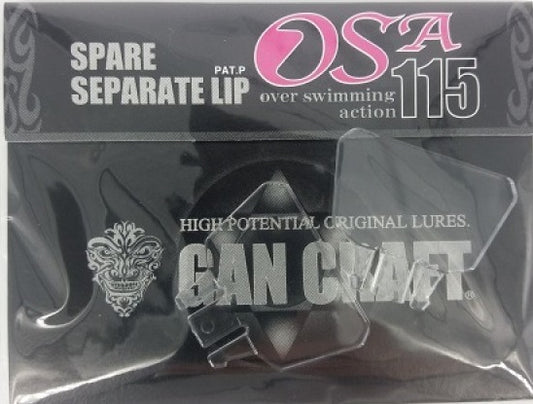 SPARE
SEPARATE LIP
PAT.P
OSA
over swimming
action 115
HIGH POTENTIAL ORIGINAL LURES.
GAN CRAFT®